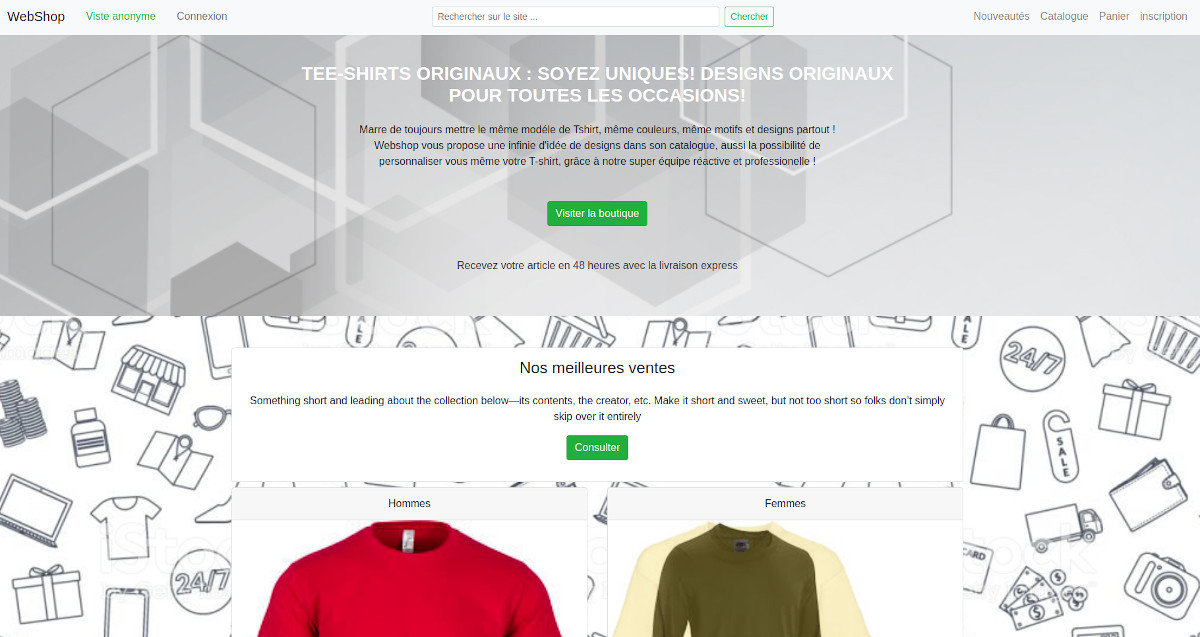 WebShop Viste anonyme Connexion Chercher Nouveautés Catalogue Panier inscription
Rechercher sur le site ...
TEE-SHIRTS ORIGINAUX : SOYEZ UNIQUES! DESIGNS ORIGINAUX
POUR TOUTES LES OCCASIONS!
Marre de toujours mettre le même modéle de Tshirt, même couleurs, même motifs et designs partout !
Webshop vous propose une infinie d'idée de designs dans son catalogue, aussi la possibilité de
personnaliser vous même votre T-shirt, grâce à notre super équipe réactive et professionelle !
Visiter la boutique
Recevez votre article en 48 heures avec la livraison express
24/7
Nos meilleures ventes
Something short and leading about the collection below—its contents, the creator, etc. Make it short and sweet, but not too short so folks don't simply
skip over it entirely
SALE
Consulter
Hommes
Femmes
24/7
CARD